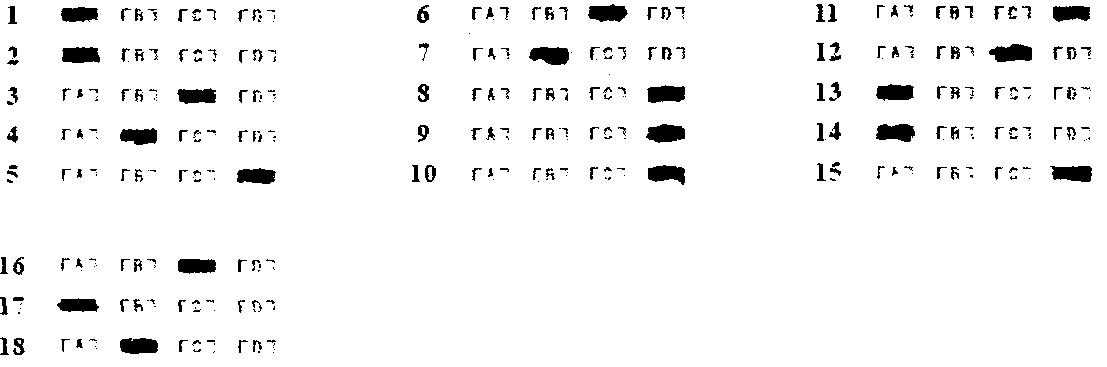 1 [B] [C] [D]
2 [B] [C] [D]
3 [A] [B] [D]
4 [A] [C] [D]
5 [A] [B] [C]
6 [A] [B] [D]
7 [A] [C] [D]
8 [A] [B] [C]
9 [A] [B] [C]
10 [A] [B] [C]
11 [A] [B] [C]
12 [A] [B] [D]
13 [B] [C] [D]
14 [B] [C] [D]
15 [A] [B] [C]
16 [A] [B] [D]
17 [B] [C] [D]
18 [A] [C] [D]